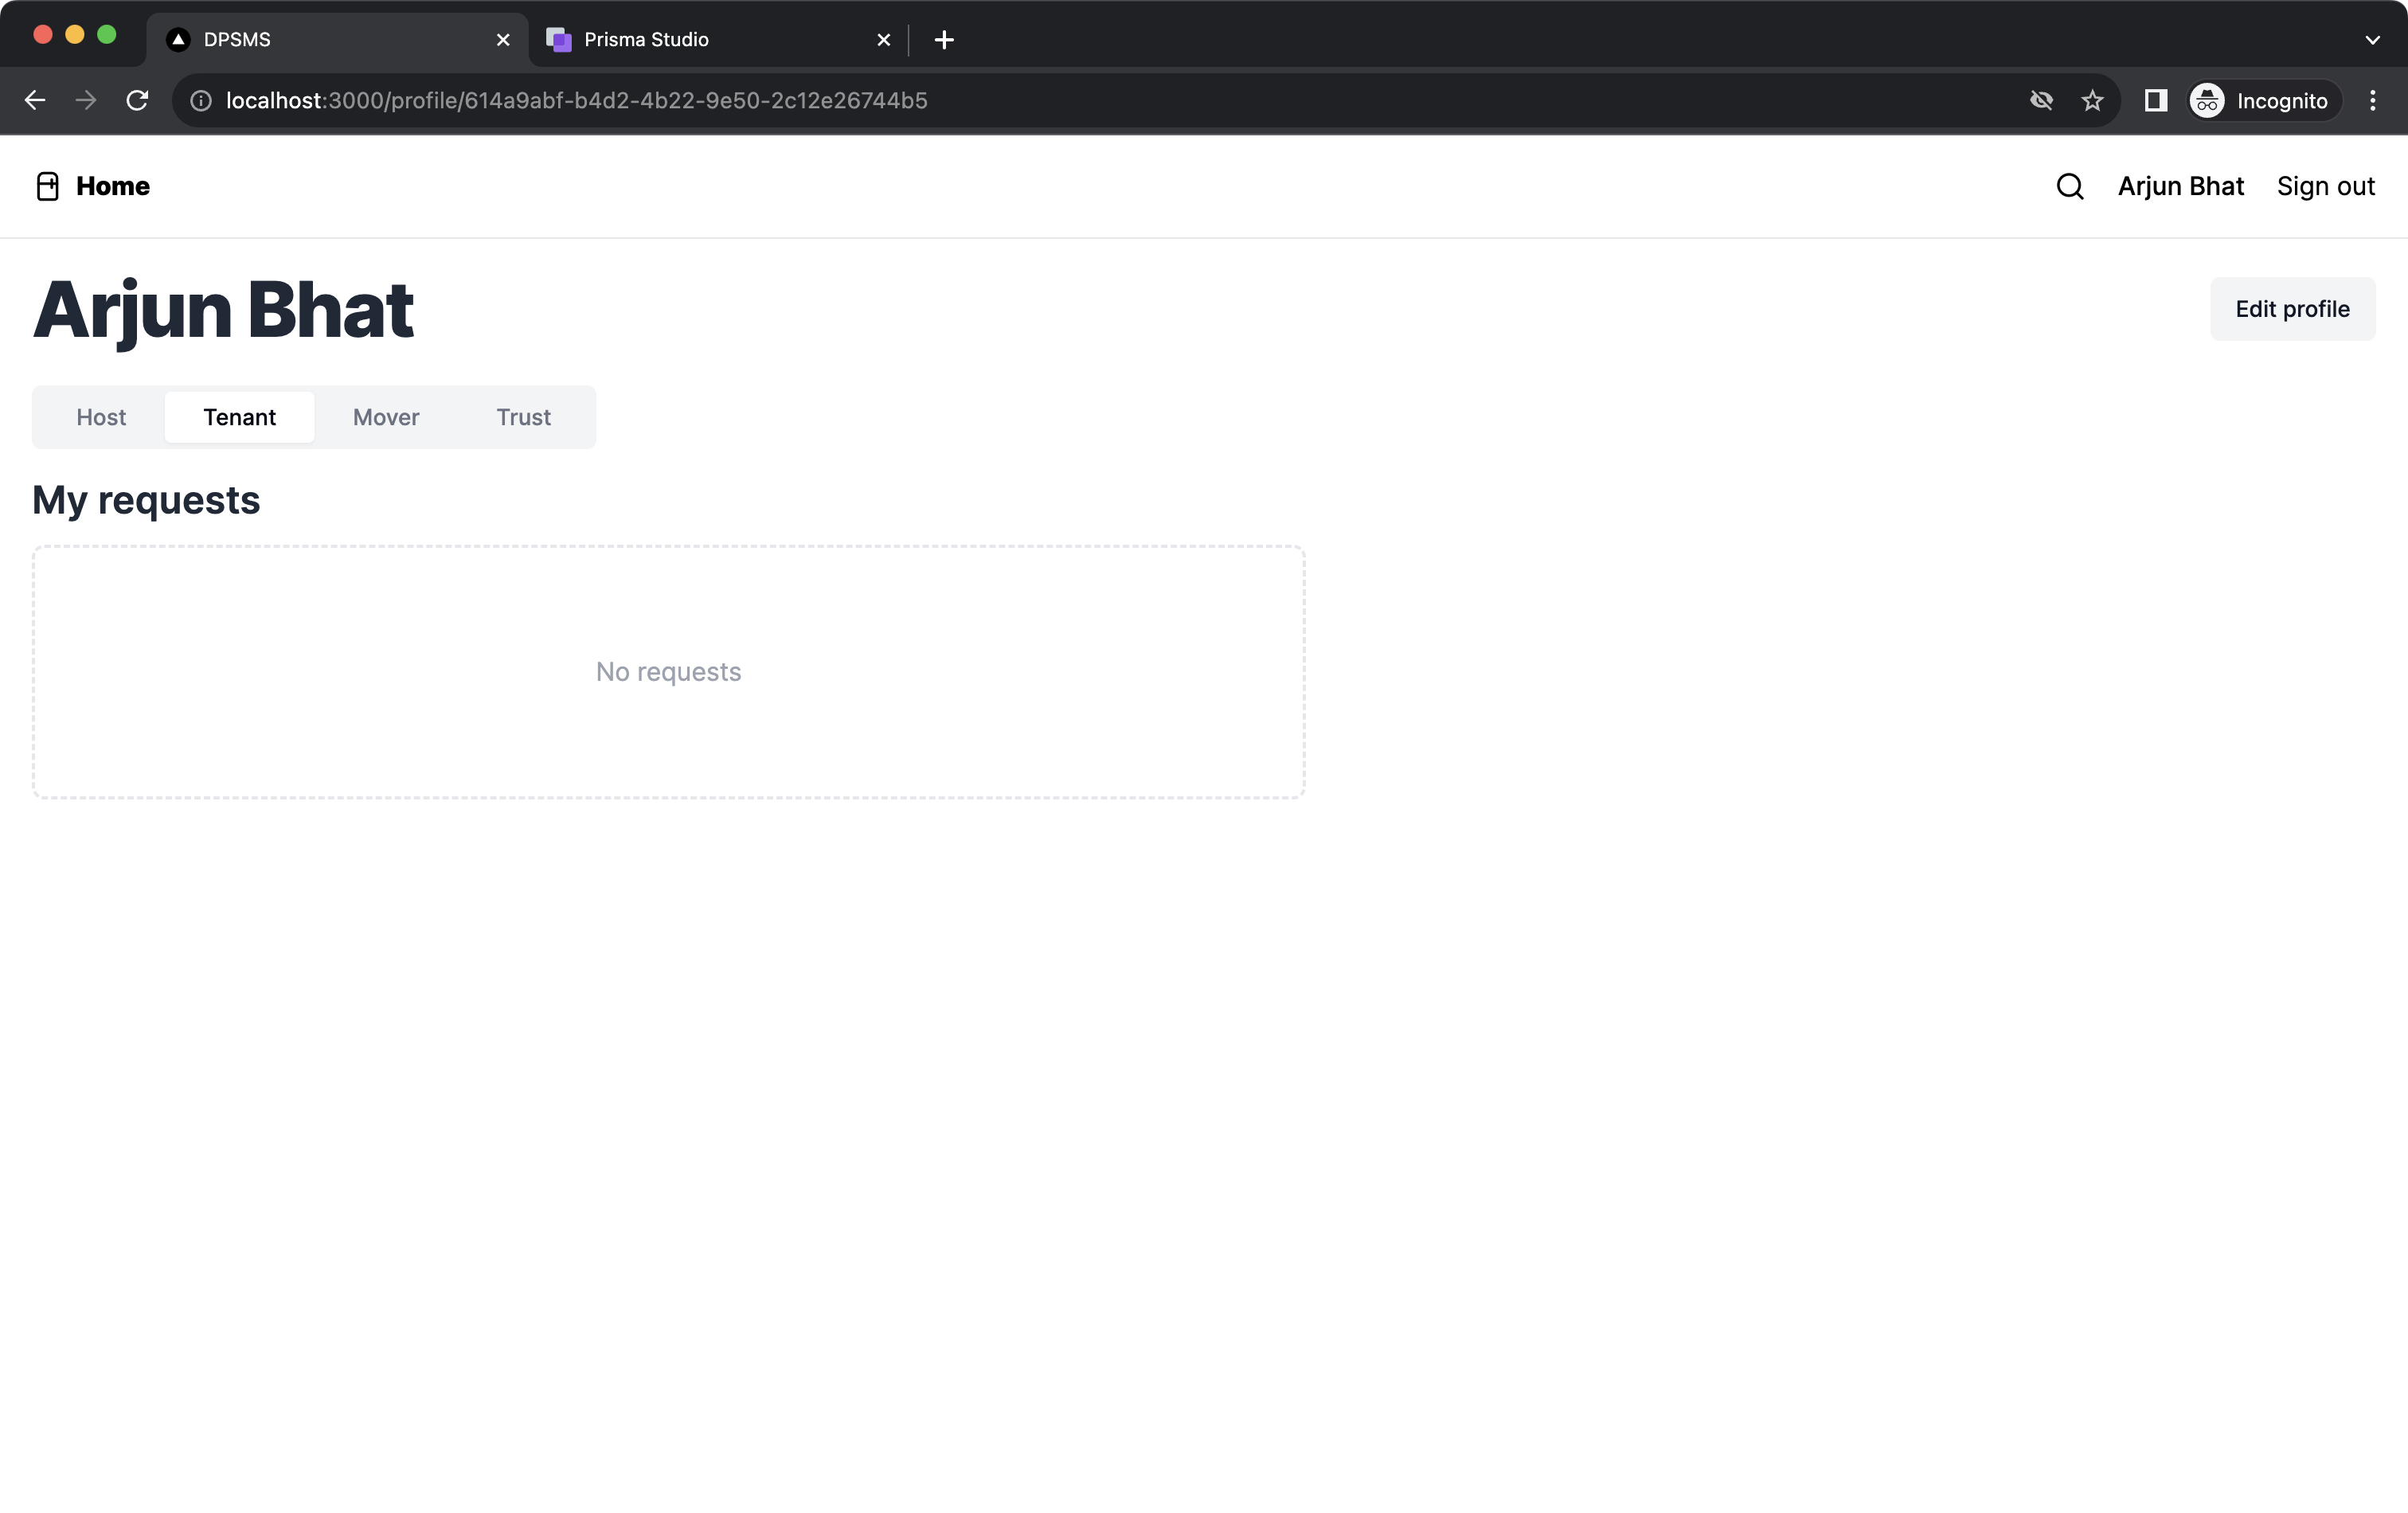 DPSMS
Prisma Studio
localhost:3000/profile/614a9abf-b4d2-4b22-9e50-2c12e26744b5
Incognito
Home
Arjun Bhat
Sign out
Arjun Bhat
Edit profile
Host
Tenant
Mover
Trust
My requests
No requests